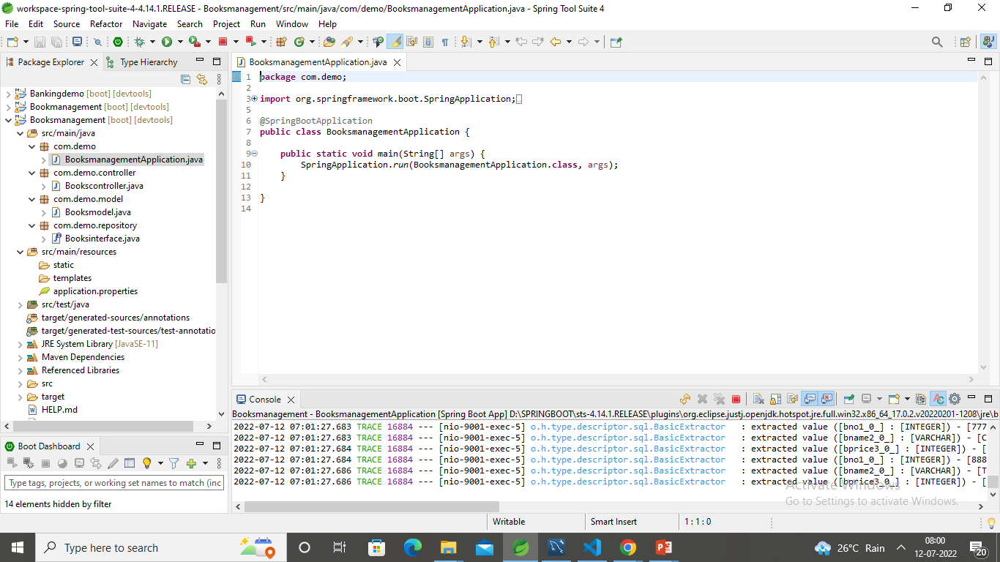 workspace-spring-tool-suite-4-4.14.1.RELEASE - Booksmanagement/src/main/java/com/demo/BooksmanagementApplication.java - Spring Tool Suite 4
File Edit Source Refactor Navigate Search Project Run Window Help
Package Explorer
Type Hierarchy
Bankingdemo [boot] [devtools]
Bookmanagement [boot] [devtools]
Booksmanagement [boot] [devtools]
src/main/java
com.demo
BooksmanagementApplication.java
com.demo.controller
Bookscontroller.java
com.demo.model
Booksmodel.java
com.demo.repository
Booksinterface.java
src/main/resources
static
templates
application.properties
src/test/java
target/generated-sources/annotations
target/generated-test-sources/test-annotatio
JRE System Library [JavaSE-11]
Maven Dependencies
Referenced Libraries
src
target
HELP.md
Boot Dashboard
Type tags, projects, or working set names to match (inc
14 elements hidden by filter
BooksmanagementApplication.java
1 package com.demo;
2
3 import org.springframework.boot.SpringApplication;
5
6 @SpringBootApplication
7 public class BooksmanagementApplication {
8
9 public static void main(String[] args) {
10 SpringApplication.run(BooksmanagementApplication.class, args);
11 }
12
13 }
14
Console
Booksmanagement - BooksmanagementApplication [Spring Boot App] D:\SPRINGBOOT\sts-4.14.1.RELEASE\plugins\org.eclipse.justj.openjdk.hotspot.jre.full.win32.x86_64_17.0.2.v20220201-1208\jre\b
2022-07-12 07:01:27.683 TRACE 16884 --- [nio-9001-exec-5] o.h.type.descriptor.sql.BasicExtractor : extracted value ([bno1_0_] : [INTEGER]) - [777
2022-07-12 07:01:27.683 TRACE 16884 --- [nio-9001-exec-5] o.h.type.descriptor.sql.BasicExtractor : extracted value ([bname2_0_] : [VARCHAR]) - [C
2022-07-12 07:01:27.684 TRACE 16884 --- [nio-9001-exec-5] o.h.type.descriptor.sql.BasicExtractor : extracted value ([bprice3_0_] : [INTEGER]) - [
2022-07-12 07:01:27.684 TRACE 16884 --- [nio-9001-exec-5] o.h.type.descriptor.sql.BasicExtractor : extracted value ([bno1_0_] : [INTEGER]) - [888
2022-07-12 07:01:27.686 TRACE 16884 --- [nio-9001-exec-5] o.h.type.descriptor.sql.BasicExtractor : extracted value ([bname2_0_] : [VARCHAR]) - [T
2022-07-12 07:01:27.686 TRACE 16884 --- [nio-9001-exec-5] o.h.type.descriptor.sql.BasicExtractor : extracted value ([bprice3_0_] : [INTEGER]) - [
Activate Windows
Go to Settings to activate Windows.
Writable
Smart Insert
1 : 1 : 0
Type here to search
26°C Rain
08:00
12-07-2022
20